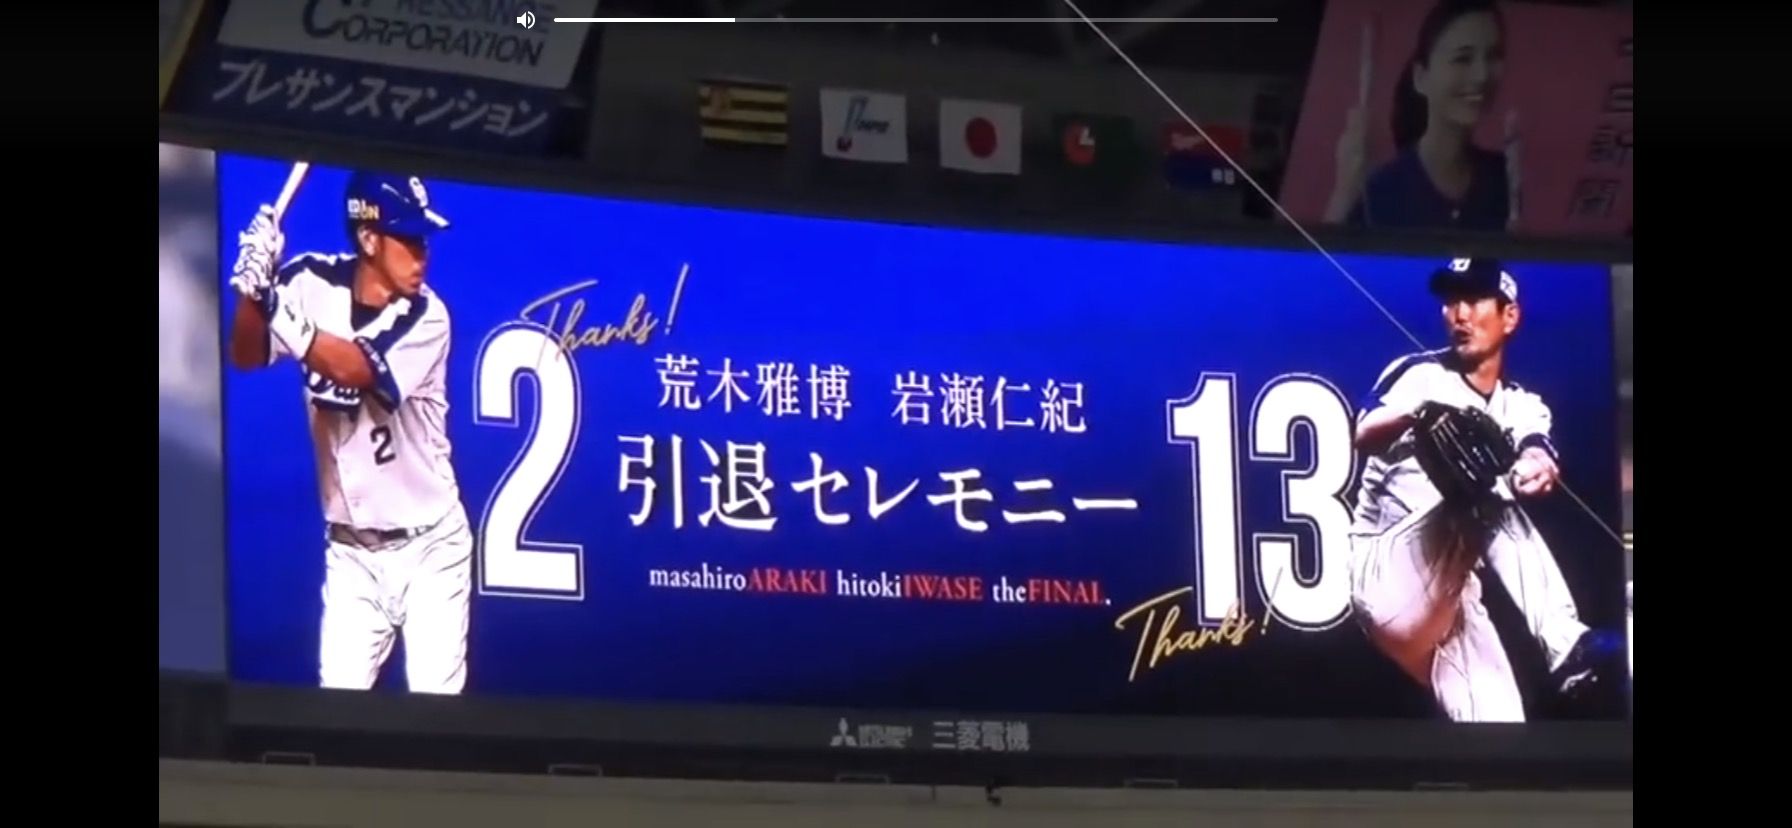 CORPORATION
プレサンスマンション
Thanks!
2
荒木雅博 岩瀬仁紀
13
引退セレモニー
2
masahiroARAKI hitokiIWASE theFINAL.
Thanks!
三菱電機